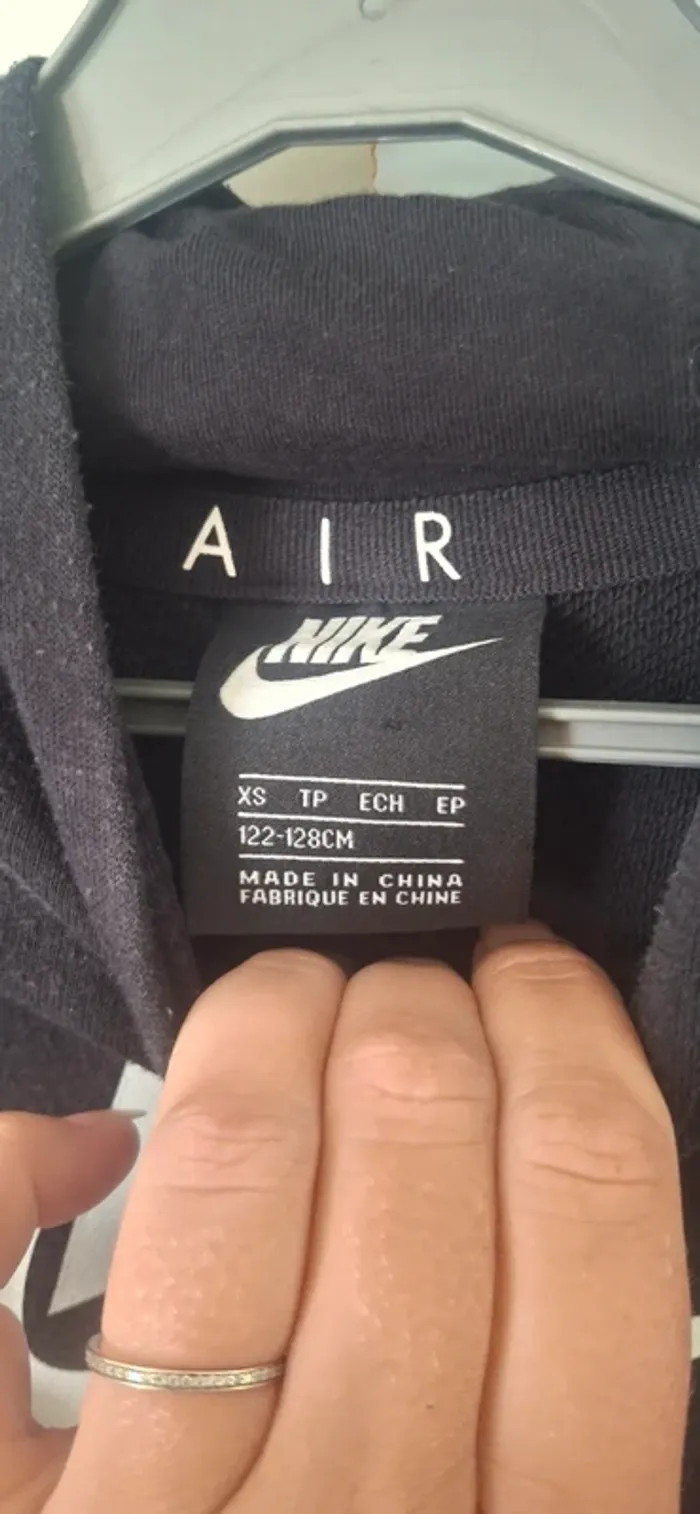 AIR
NIKE
XS TP ECH EP
122-128CM
MADE IN CHINA
FABRIQUE EN CHINE